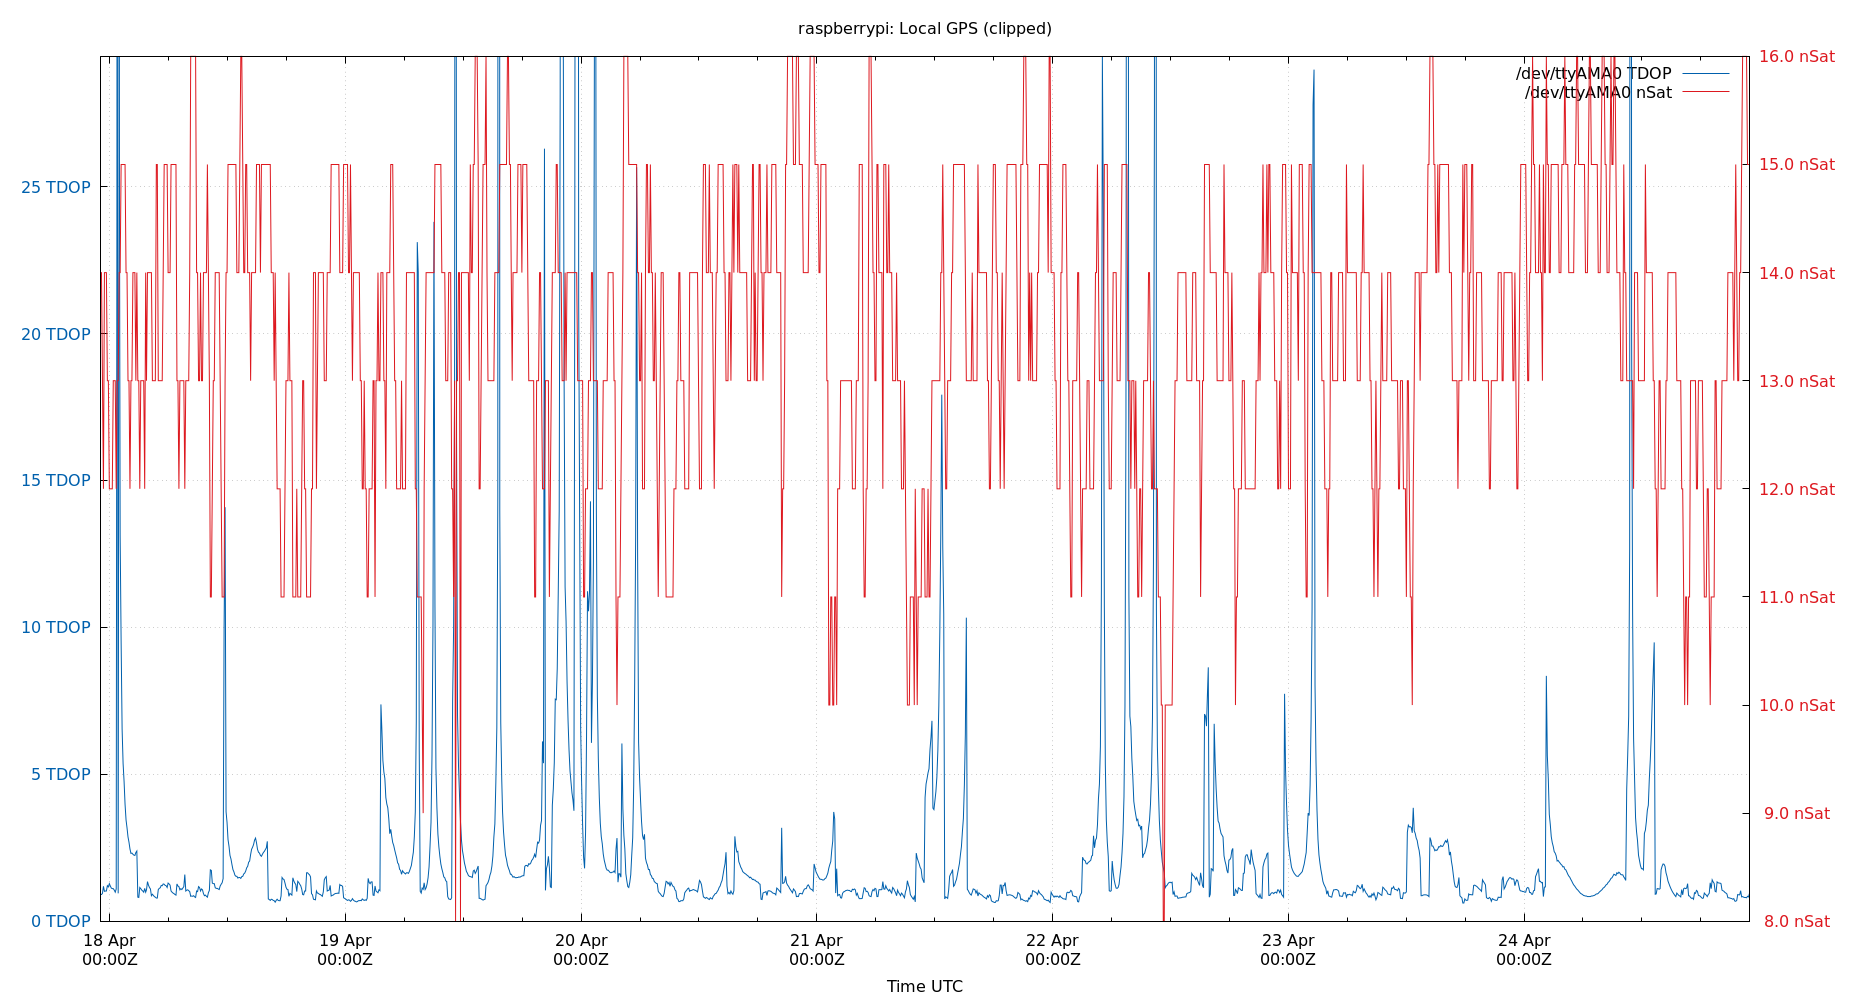 raspberrypi: Local GPS (clipped)
16.0 nSat
/dev/ttyAMA0 TDOP
/dev/ttyAMA0 nSat
15.0 nSat
25 TDOP
14.0 nSat
20 TDOP
13.0 nSat
15 TDOP
12.0 nSat
11.0 nSat
10 TDOP
10.0 nSat
5 TDOP
9.0 nSat
0 TDOP
8.0 nSat
18 Apr 19 Apr 20 Apr 21 Apr 22 Apr 23 Apr 24 Apr
00:00Z 00:00Z 00:00Z 00:00Z 00:00Z 00:00Z 00:00Z
Time UTC